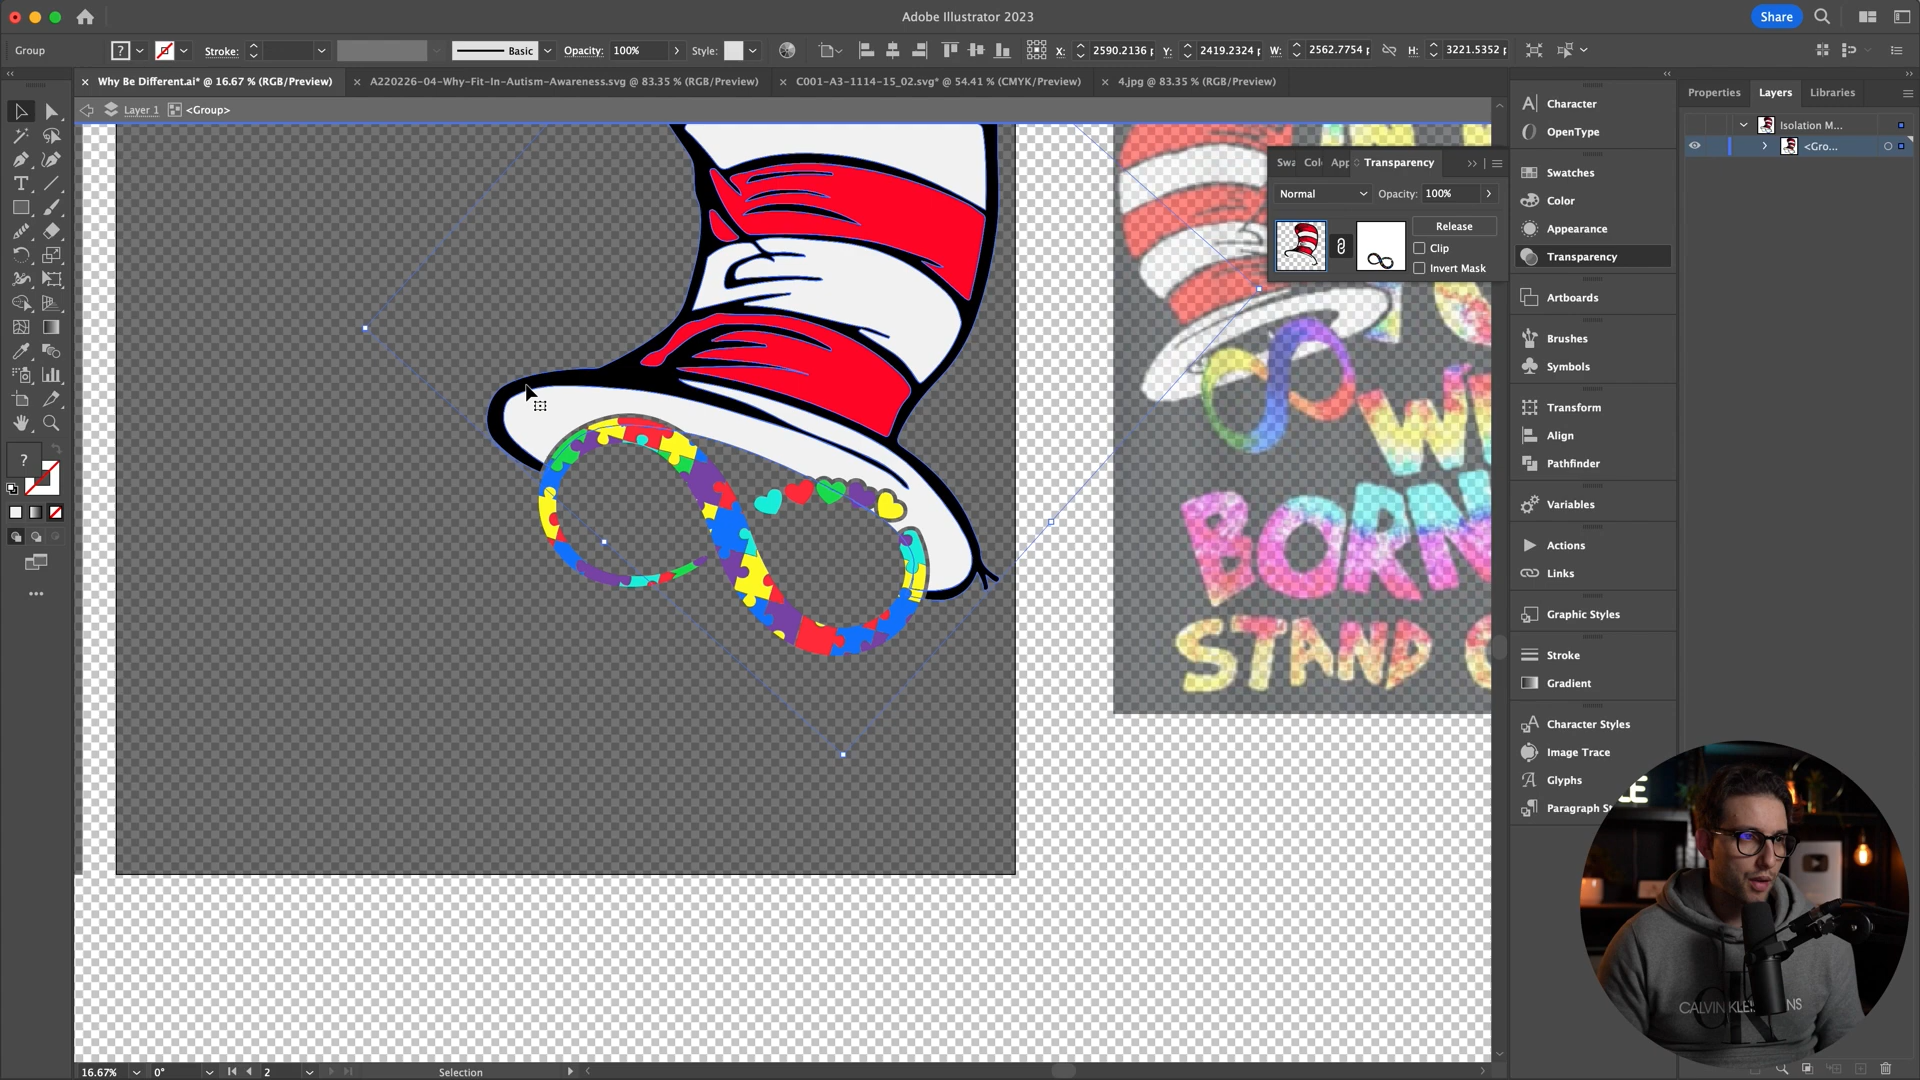 Adobe Illustrator 2023
Share
Group
?
Stroke:
Basic
Opacity: 100%
Style:
X: 2590.2136 p
Y: 2419.2324 p
W: 2562.7754 p
H: 3221.5352 p
× Why Be Different.ai* @ 16.67 % (RGB/Preview)
× A220226-04-Why-Fit-In-Autism-Awareness.svg @ 83.35 % (RGB/Preview)
× C001-A3-1114-15_02.svg* @ 54.41 % (CMYK/Preview)
× 4.jpg @ 83.35 % (RGB/Preview)
Layer 1
<Group>
Swa
Colo
App
Transparency
Normal
Opacity: 100%
Release
Clip
Invert Mask
BORN
STAND
Character
OpenType
Swatches
Color
Appearance
Transparency
Artboards
Brushes
Symbols
Transform
Align
Pathfinder
Variables
Actions
Links
Graphic Styles
Stroke
Gradient
Character Styles
Image Trace
Glyphs
Paragraph St
Properties
Layers
Libraries
Isolation M...
<Gro...
?
16.67%
0°
2
Selection